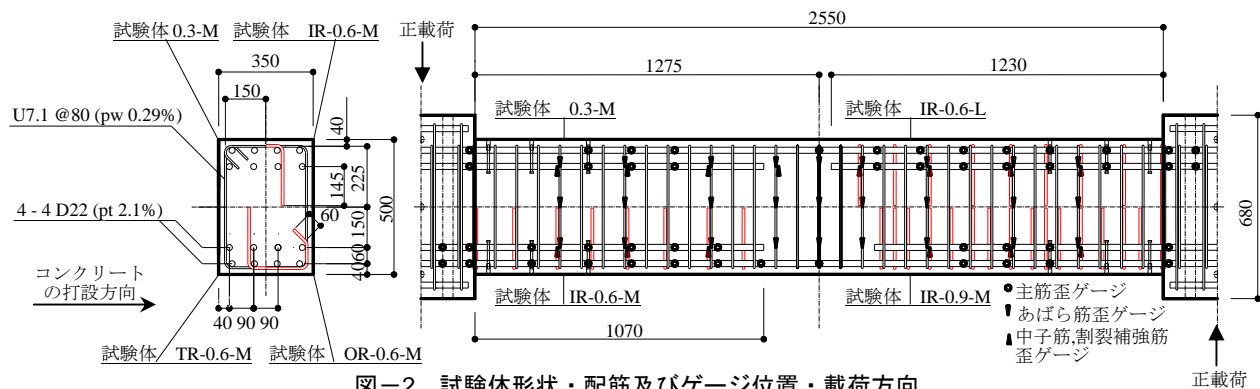 試験体 0.3-M 試験体 IR-0.6-M
正載荷
2550
350
1275
1230
150
試験体 0.3-M
試験体 IR-0.6-L
U7.1 @80 (pw 0.29%)
40
145
225
500
680
60
150
4 - 4 D22 (pt 2.1%)
60
40
コンクリート
の打設方向
40 90 90
試験体 IR-0.6-M
試験体 IR-0.9-M
主筋歪ゲージ
あばら筋歪ゲージ
中子筋,割裂補強筋
歪ゲージ
1070
試験体 TR-0.6-M 試験体 OR-0.6-M
図－2 試験体形状・配筋及びゲージ位置・載荷方向
正載荷